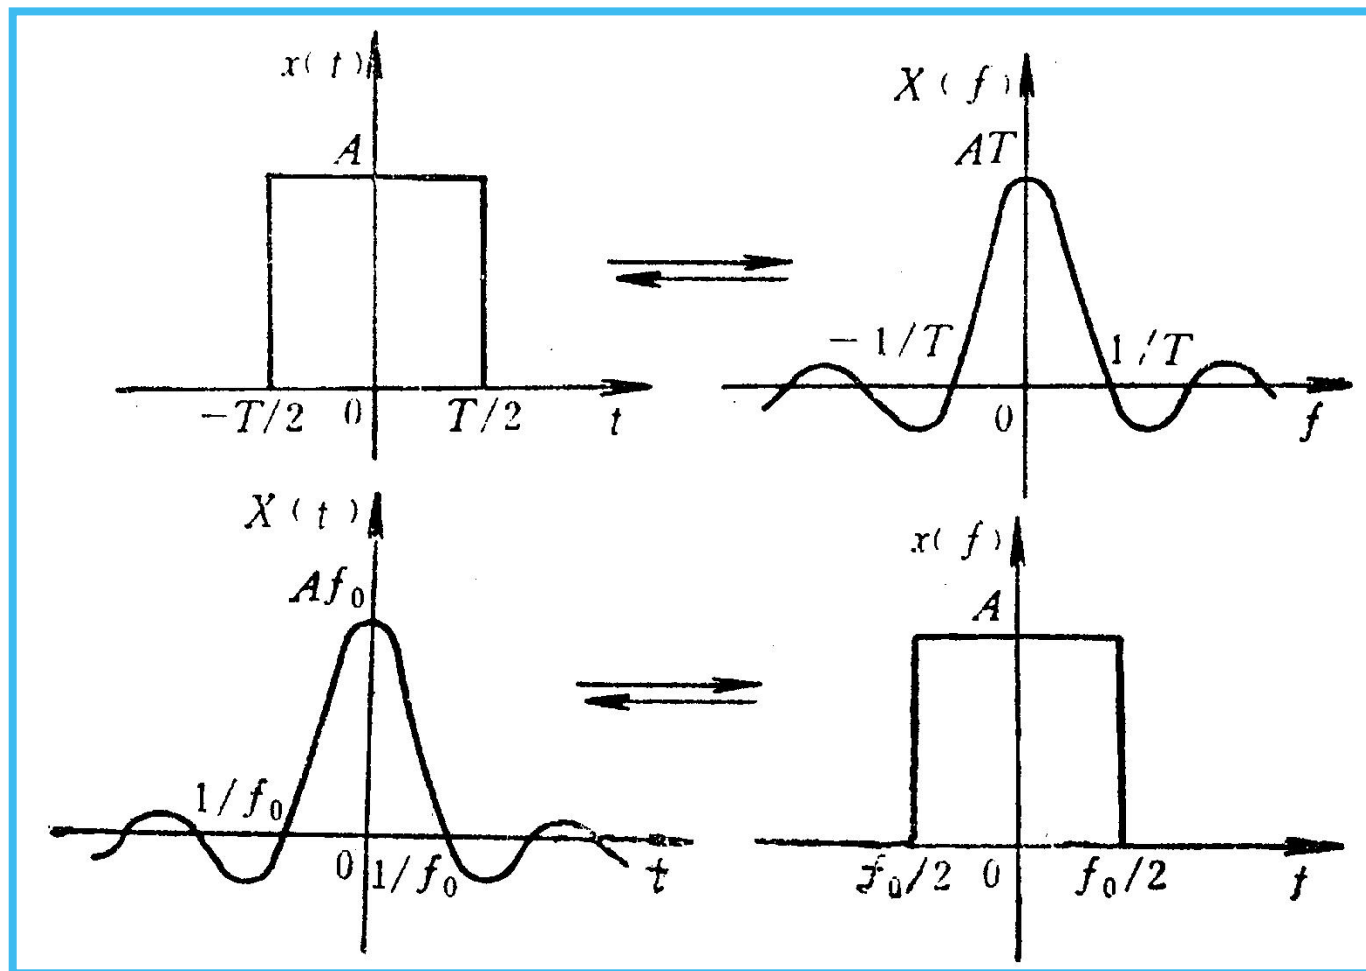 x(t)
A
-T/2
0
T/2
t
X(f)
AT
-1/T
1/T
0
f
X(t)
Af₀
1/f₀
0
1/f₀
t
x(f)
A
f₀/2
0
f₀/2
f